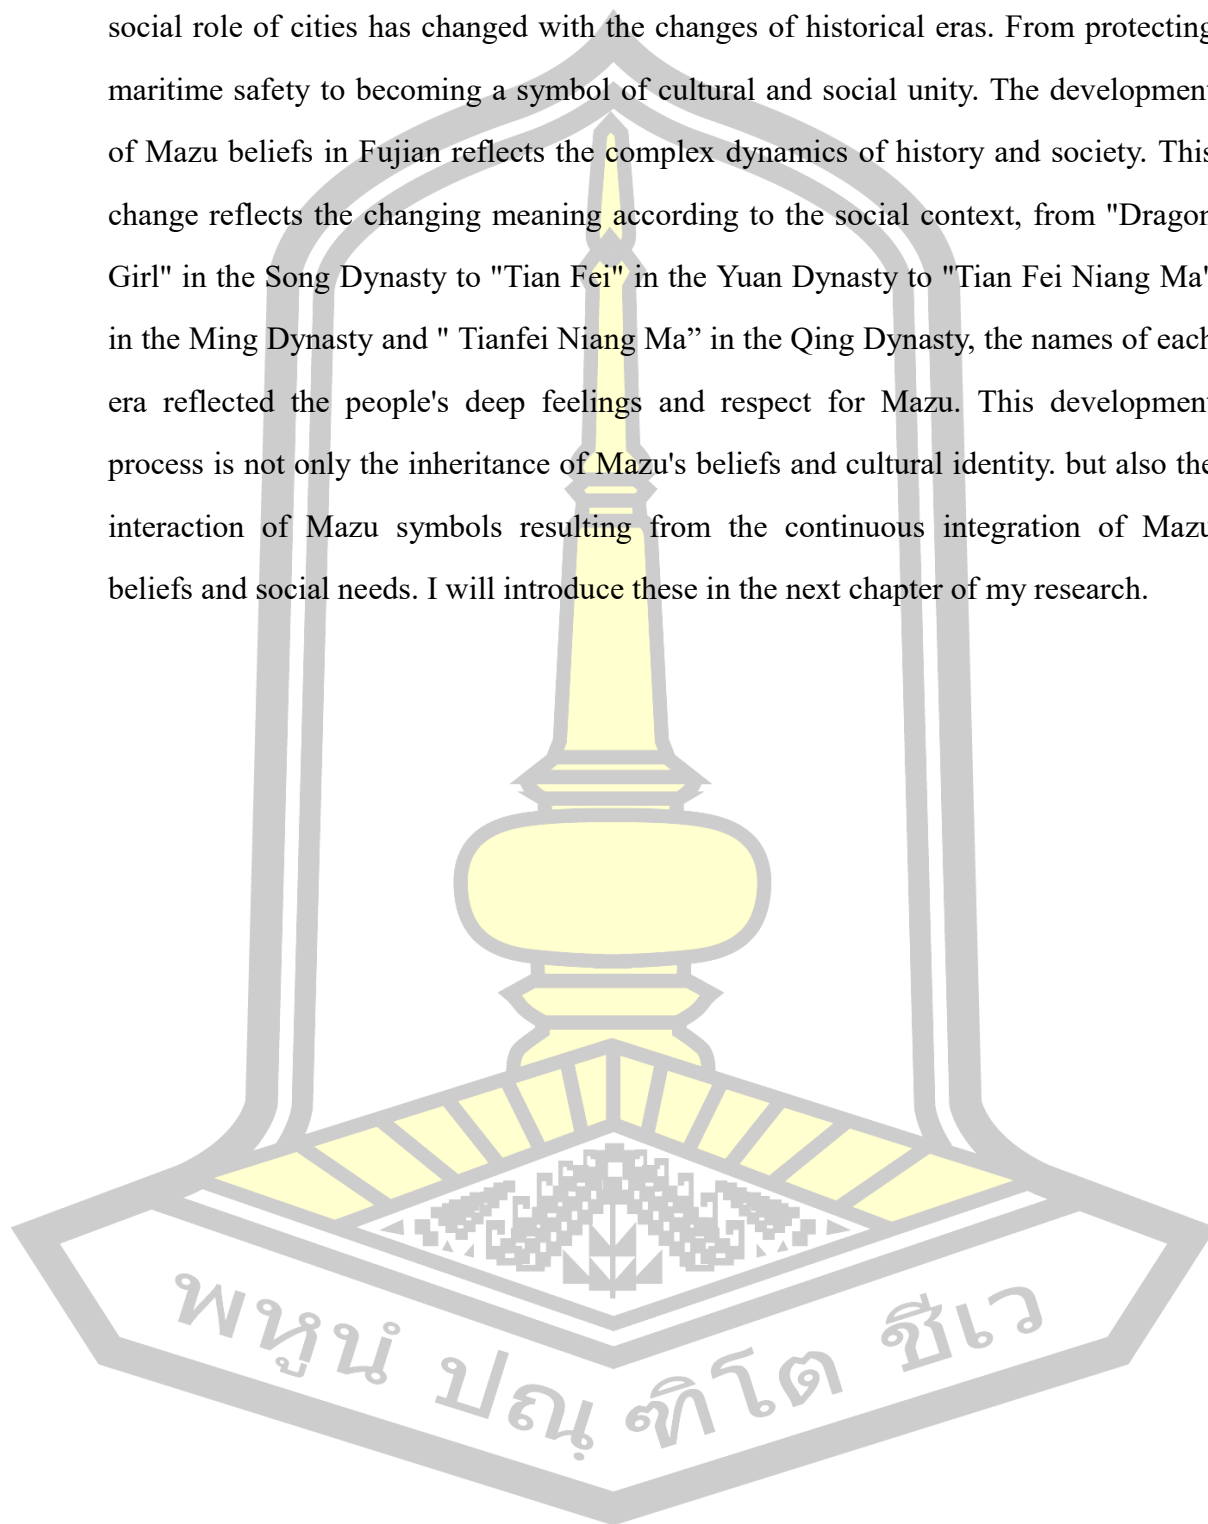 social role of cities has changed with the changes of historical eras. From protecting
maritime safety to becoming a symbol of cultural and social unity. The development
of Mazu beliefs in Fujian reflects the complex dynamics of history and society. This
change reflects the changing meaning according to the social context, from "Dragon
Girl" in the Song Dynasty to "Tian Fei" in the Yuan Dynasty to "Tian Fei Niang Ma"
in the Ming Dynasty and " Tianfei Niang Ma” in the Qing Dynasty, the names of each
era reflected the people's deep feelings and respect for Mazu. This development
process is not only the inheritance of Mazu's beliefs and cultural identity. but also the
interaction of Mazu symbols resulting from the continuous integration of Mazu
beliefs and social needs. I will introduce these in the next chapter of my research.
พหูนํ ปณฺฑิโต ชีเว